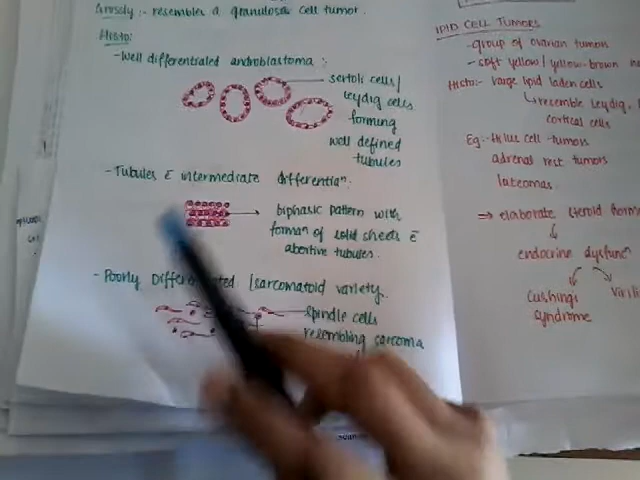 Grossly :- resembles a granulosa cell tumor.
Histo:
- Well differentialed androblastoma :
sertoli cells/
leydig cells
forming
well defined
tubules
- Tubules c̄ intermediate differentiaⁿ.
biphasic pattern with
formaⁿ of solid sheets c̄
abortive tubules.
- Poorly Differentiated /sarcomatoid variety.
spindle cells
resembling sarcoma
LIPID CELL TUMORS
- group of ovarian tumors
- soft yellow/ yellow-brown
Histo:- large lipid laden cells
↳ resemble leydig,
cortical cells
Eg:- Hilus cell tumors
adrenal rest tumors
luteomas.
⇒ elaborate steroid
endocrine dysfuncⁿ
Cushing's
syndrome